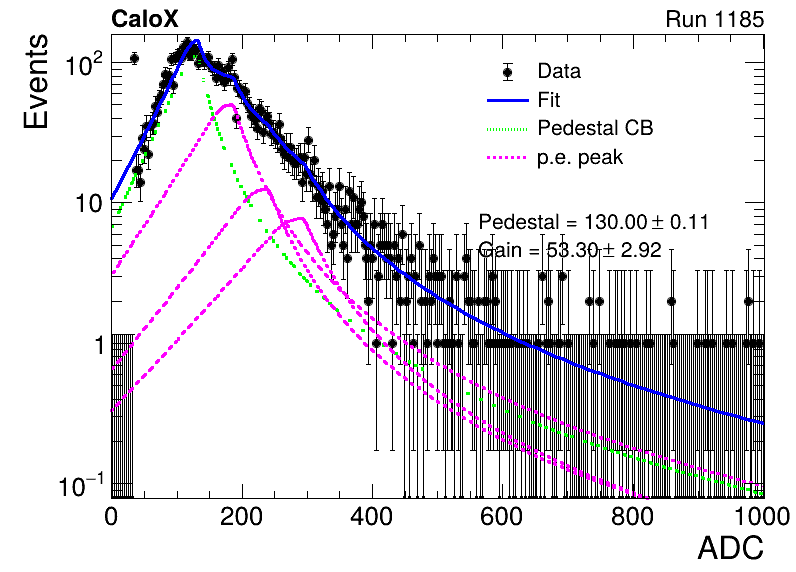 CaloX Run 1185
Events
Data
Fit
Pedestal CB
p.e. peak
Pedestal = 130.00 ± 0.11
Gain = 53.30 ± 2.92
10²
10
1
10⁻¹
0 200 400 600 800 1000
ADC